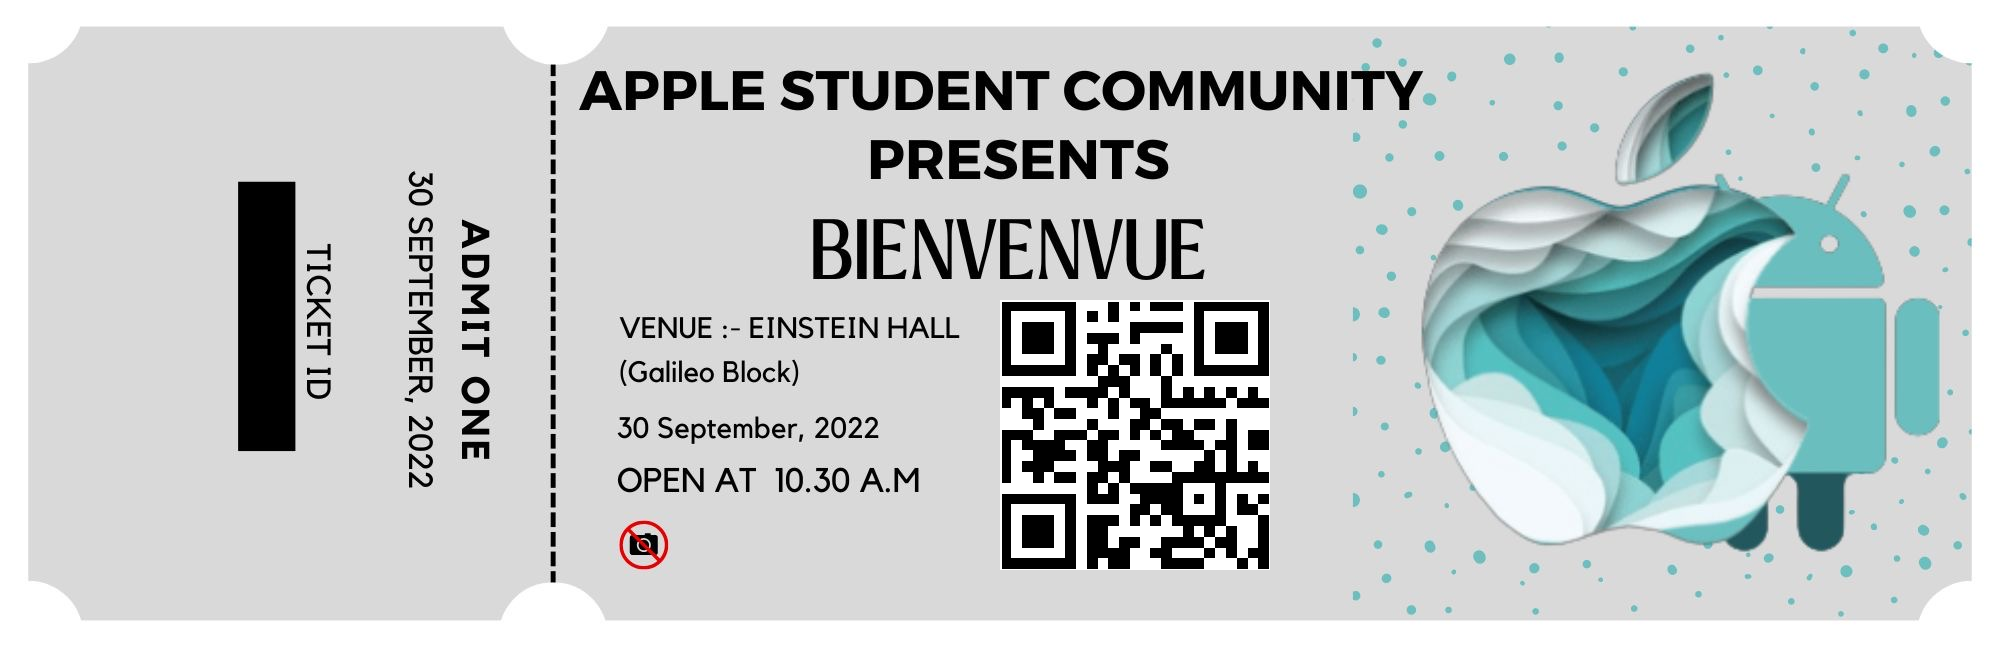 TICKET ID
30 SEPTEMBER, 2022
ADMIT ONE
APPLE STUDENT COMMUNITY
PRESENTS
BIENVENVUE
VENUE :- EINSTEIN HALL
(Galileo Block)
30 September, 2022
OPEN AT 10.30 A.M